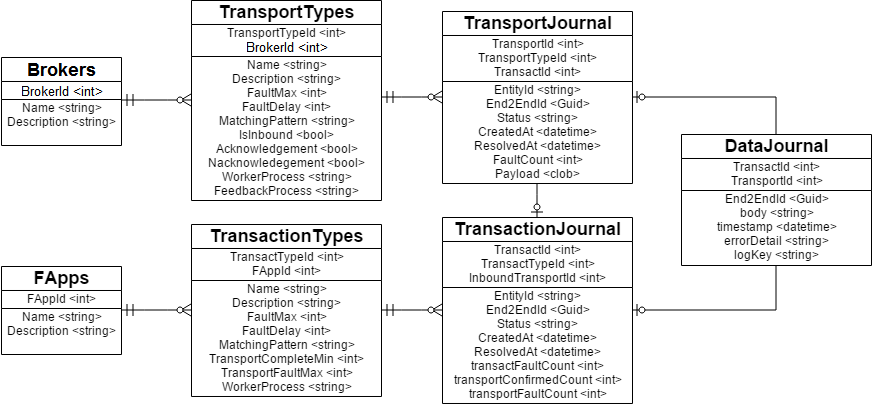 Brokers
BrokerId <int>
Name <string>
Description <string>
TransportTypes
TransportTypeId <int>
BrokerId <int>
Name <string>
Description <string>
FaultMax <int>
FaultDelay <int>
MatchingPattern <string>
IsInbound <bool>
Acknowledgement <bool>
Nacknowledegement <bool>
WorkerProcess <string>
FeedbackProcess <string>
TransportJournal
TransportId <int>
TransportTypeId <int>
TransactId <int>
EntityId <string>
End2EndId <Guid>
Status <string>
CreatedAt <datetime>
ResolvedAt <datetime>
FaultCount <int>
Payload <clob>
DataJournal
TransactId <int>
TransportId <int>
End2EndId <Guid>
body <string>
timestamp <datetime>
errorDetail <string>
logKey <string>
FApps
FAppId <int>
Name <string>
Description <string>
TransactionTypes
TransactTypeId <int>
FAppId <int>
Name <string>
Description <string>
FaultMax <int>
FaultDelay <int>
MatchingPattern <string>
TransportCompleteMin <int>
TransportFaultMax <int>
WorkerProcess <string>
TransactionJournal
TransactId <int>
TransactTypeId <int>
InboundTransportId <int>
EntityId <string>
End2EndId <Guid>
Status <string>
CreatedAt <datetime>
ResolvedAt <datetime>
transactFaultCount <int>
transportConfirmedCount <int>
transportFaultCount <int>